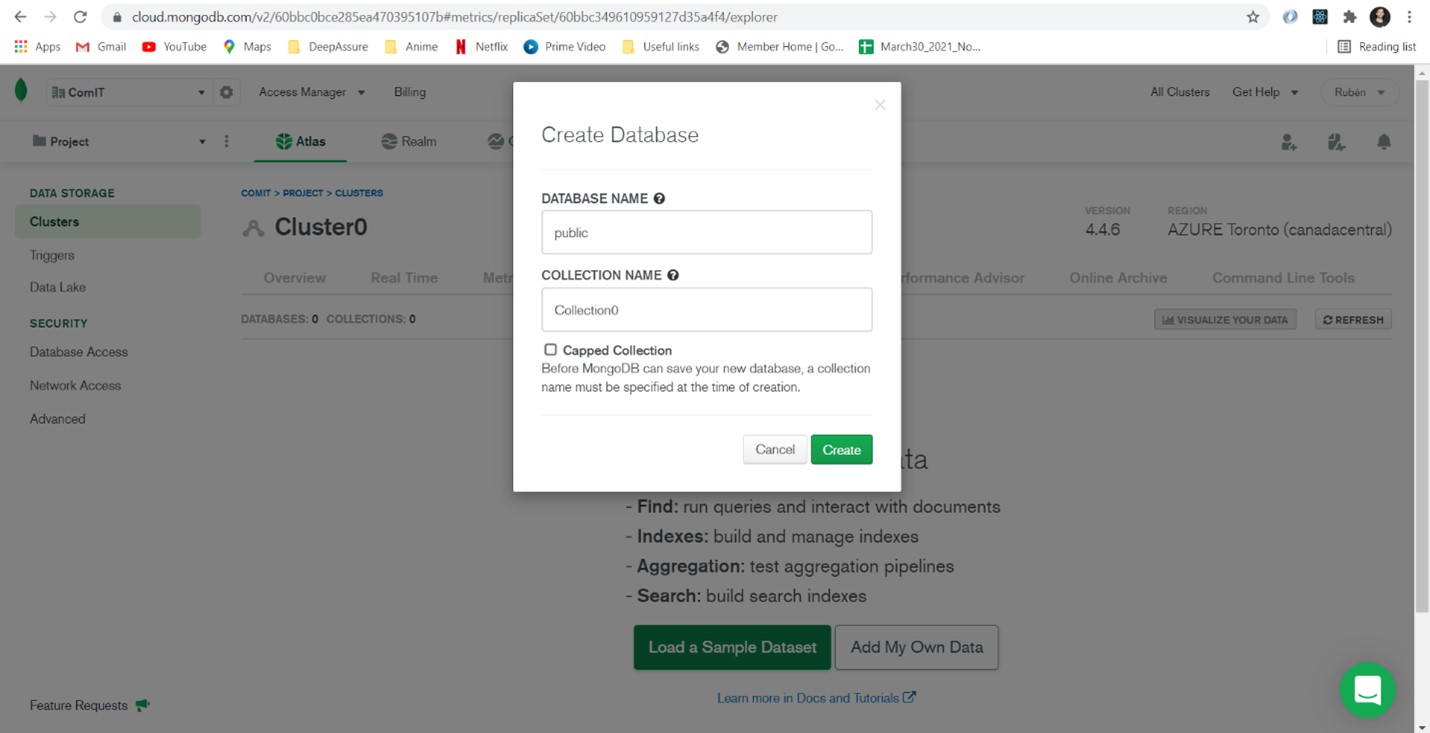 cloud.mongodb.com/v2/60bbc0bce285ea470395107b#metrics/replicaSet/60bbc349610959127d35a4f4/explorer
Apps Gmail YouTube Maps DeepAssure Anime Netflix Prime Video Useful links Member Home | Go... March30_2021_No... Reading list
ComIT Access Manager Billing All Clusters Get Help Rubén
Project Atlas Realm
Create Database
DATA STORAGE
Clusters
Triggers
Data Lake
SECURITY
Database Access
Network Access
Advanced
Feature Requests
COMIT > PROJECT > CLUSTERS
Cluster0
VERSION
4.4.6
REGION
AZURE Toronto (canadacentral)
Overview Real Time Metr rformance Advisor Online Archive Command Line Tools
DATABASES: 0 COLLECTIONS: 0 VISUALIZE YOUR DATA REFRESH
DATABASE NAME ?
public
COLLECTION NAME ?
Collection0
Capped Collection
Before MongoDB can save your new database, a collection
name must be specified at the time of creation.
Cancel Create
ata
- Find: run queries and interact with documents
- Indexes: build and manage indexes
- Aggregation: test aggregation pipelines
- Search: build search indexes
Load a Sample Dataset Add My Own Data
Learn more in Docs and Tutorials